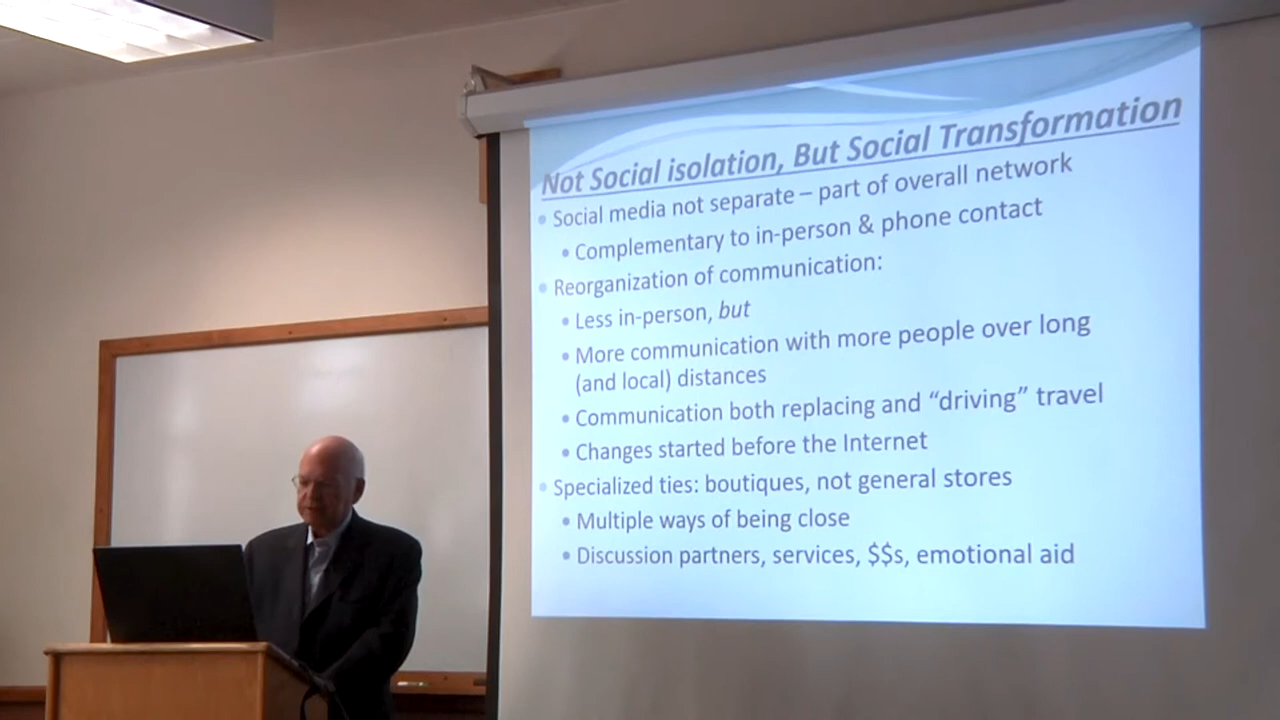 Not Social isolation, But Social Transformation
• Social media not separate – part of overall network
• Complementary to in-person & phone contact
• Reorganization of communication:
• Less in-person, but
• More communication with more people over long
(and local) distances
• Communication both replacing and “driving” travel
• Changes started before the Internet
• Specialized ties: boutiques, not general stores
• Multiple ways of being close
• Discussion partners, services, $$s, emotional aid